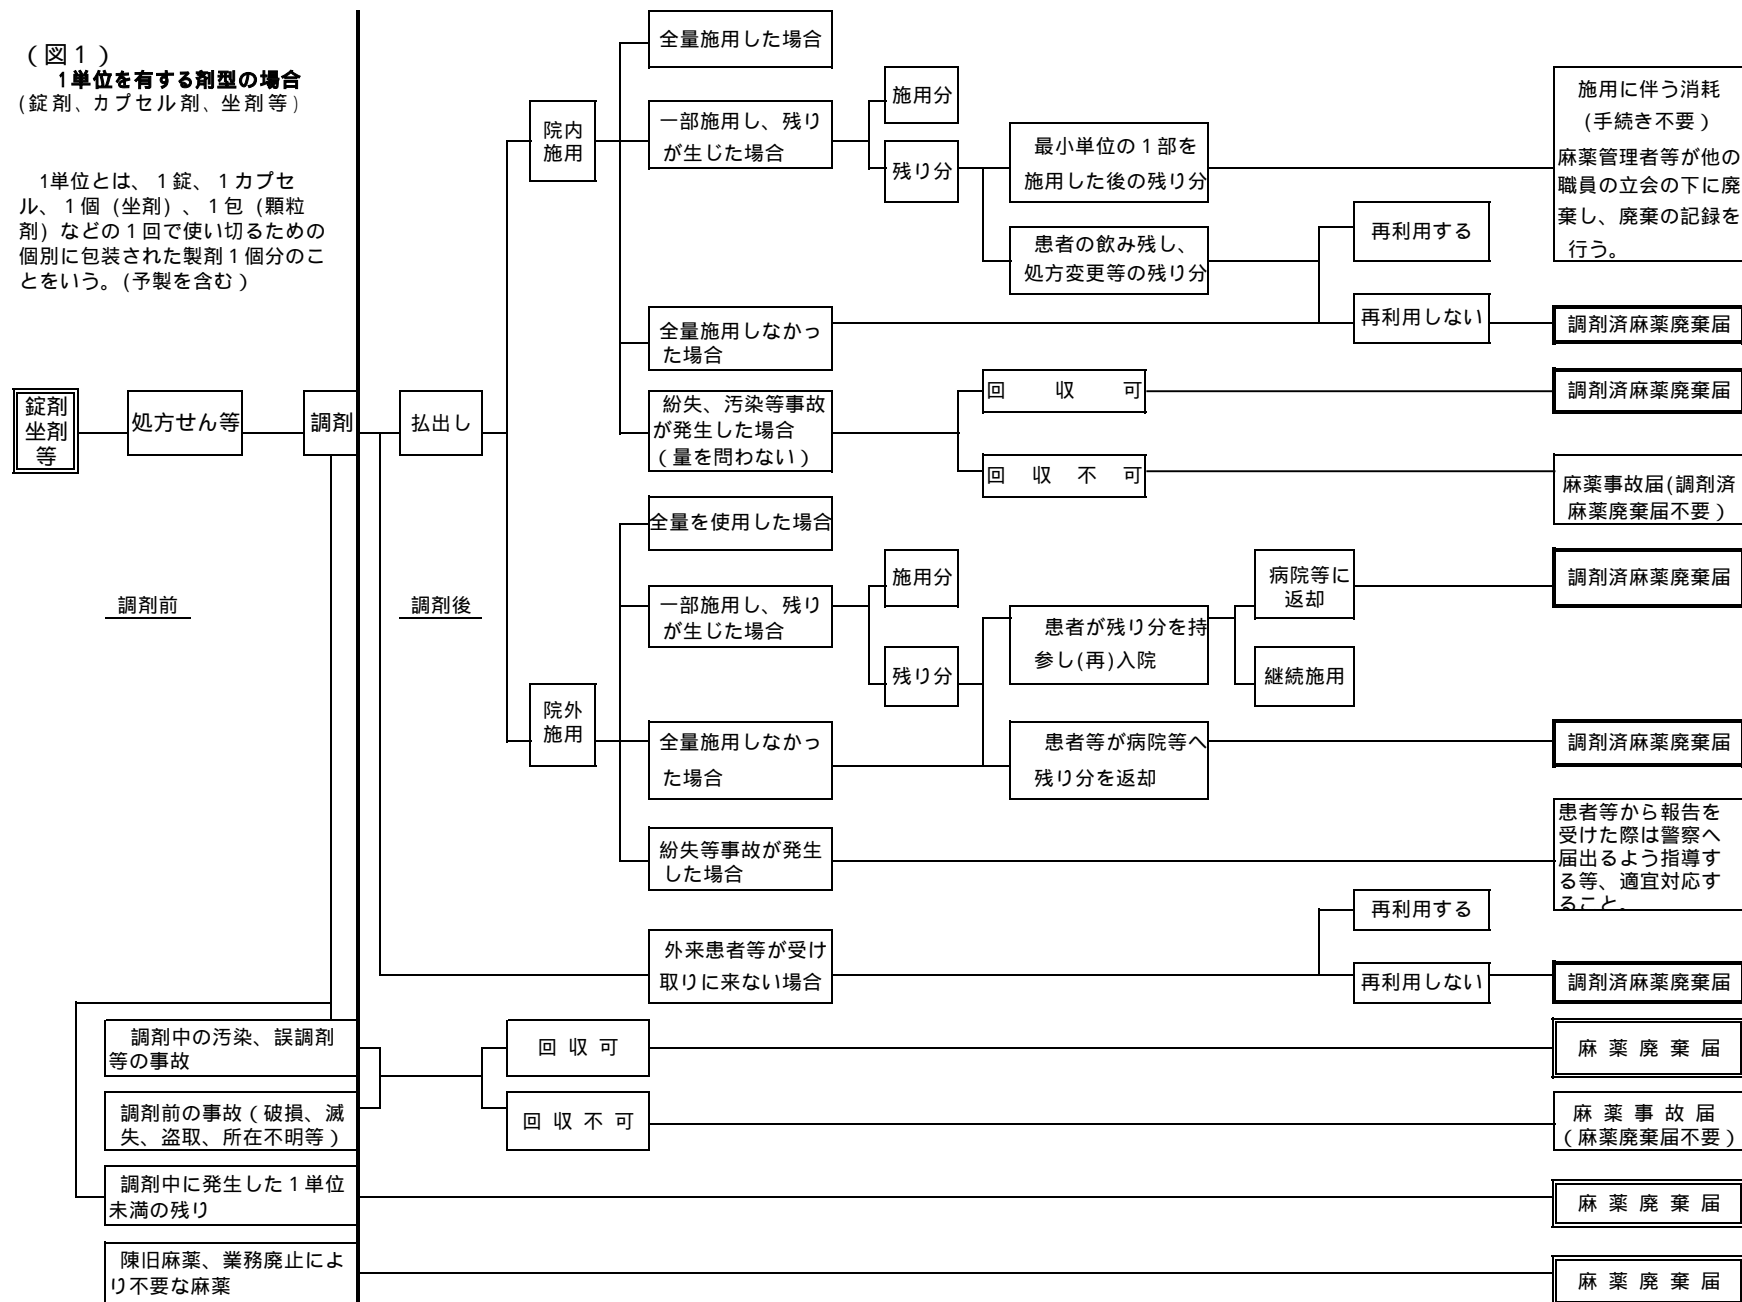 （図１）
1単位を有する剤型の場合
(錠剤、カプセル剤、坐剤等）
1単位とは、１錠、１カプセ
ル、１個（坐剤）、１包（顆粒
剤）などの１回で使い切るための
個別に包装された製剤１個分のこ
とをいう。(予製を含む）
錠剤
坐剤
等
処方せん等
調剤
払出し
調剤前
調剤後
院内
施用
全量施用した場合
一部施用し、残り
が生じた場合
施用分
残り分
最小単位の１部を
施用した後の残り分
患者の飲み残し、
処方変更等の残り分
再利用する
再利用しない
施用に伴う消耗
(手続き不要）
麻薬管理者等が他の
職員の立会の下に廃
棄し、廃棄の記録を
行う。
全量施用しなかっ
た場合
調剤済麻薬廃棄届
紛失、汚染等事故
が発生した場合
（量を問わない）
回 収 可
調剤済麻薬廃棄届
回 収 不 可
麻薬事故届(調剤済
麻薬廃棄届不要）
院外
施用
全量を使用した場合
一部施用し、残り
が生じた場合
施用分
残り分
患者が残り分を持
参し(再)入院
病院等に
返却
継続施用
調剤済麻薬廃棄届
全量施用しなかっ
た場合
患者等が病院等へ
残り分を返却
調剤済麻薬廃棄届
紛失等事故が発生
した場合
患者等から報告を
受けた際は警察へ
届出るよう指導す
る等、適宜対応す
ること。
外来患者等が受け
取りに来ない場合
再利用する
再利用しない
調剤済麻薬廃棄届
調剤中の汚染、誤調剤
等の事故
回 収 可
麻 薬 廃 棄 届
調剤前の事故（破損、滅
失、盗取、所在不明等）
回 収 不 可
麻 薬 事 故 届
（麻薬廃棄届不要）
調剤中に発生した１単位
未満の残り
麻 薬 廃 棄 届
陳旧麻薬、業務廃止によ
り不要な麻薬
麻 薬 廃 棄 届